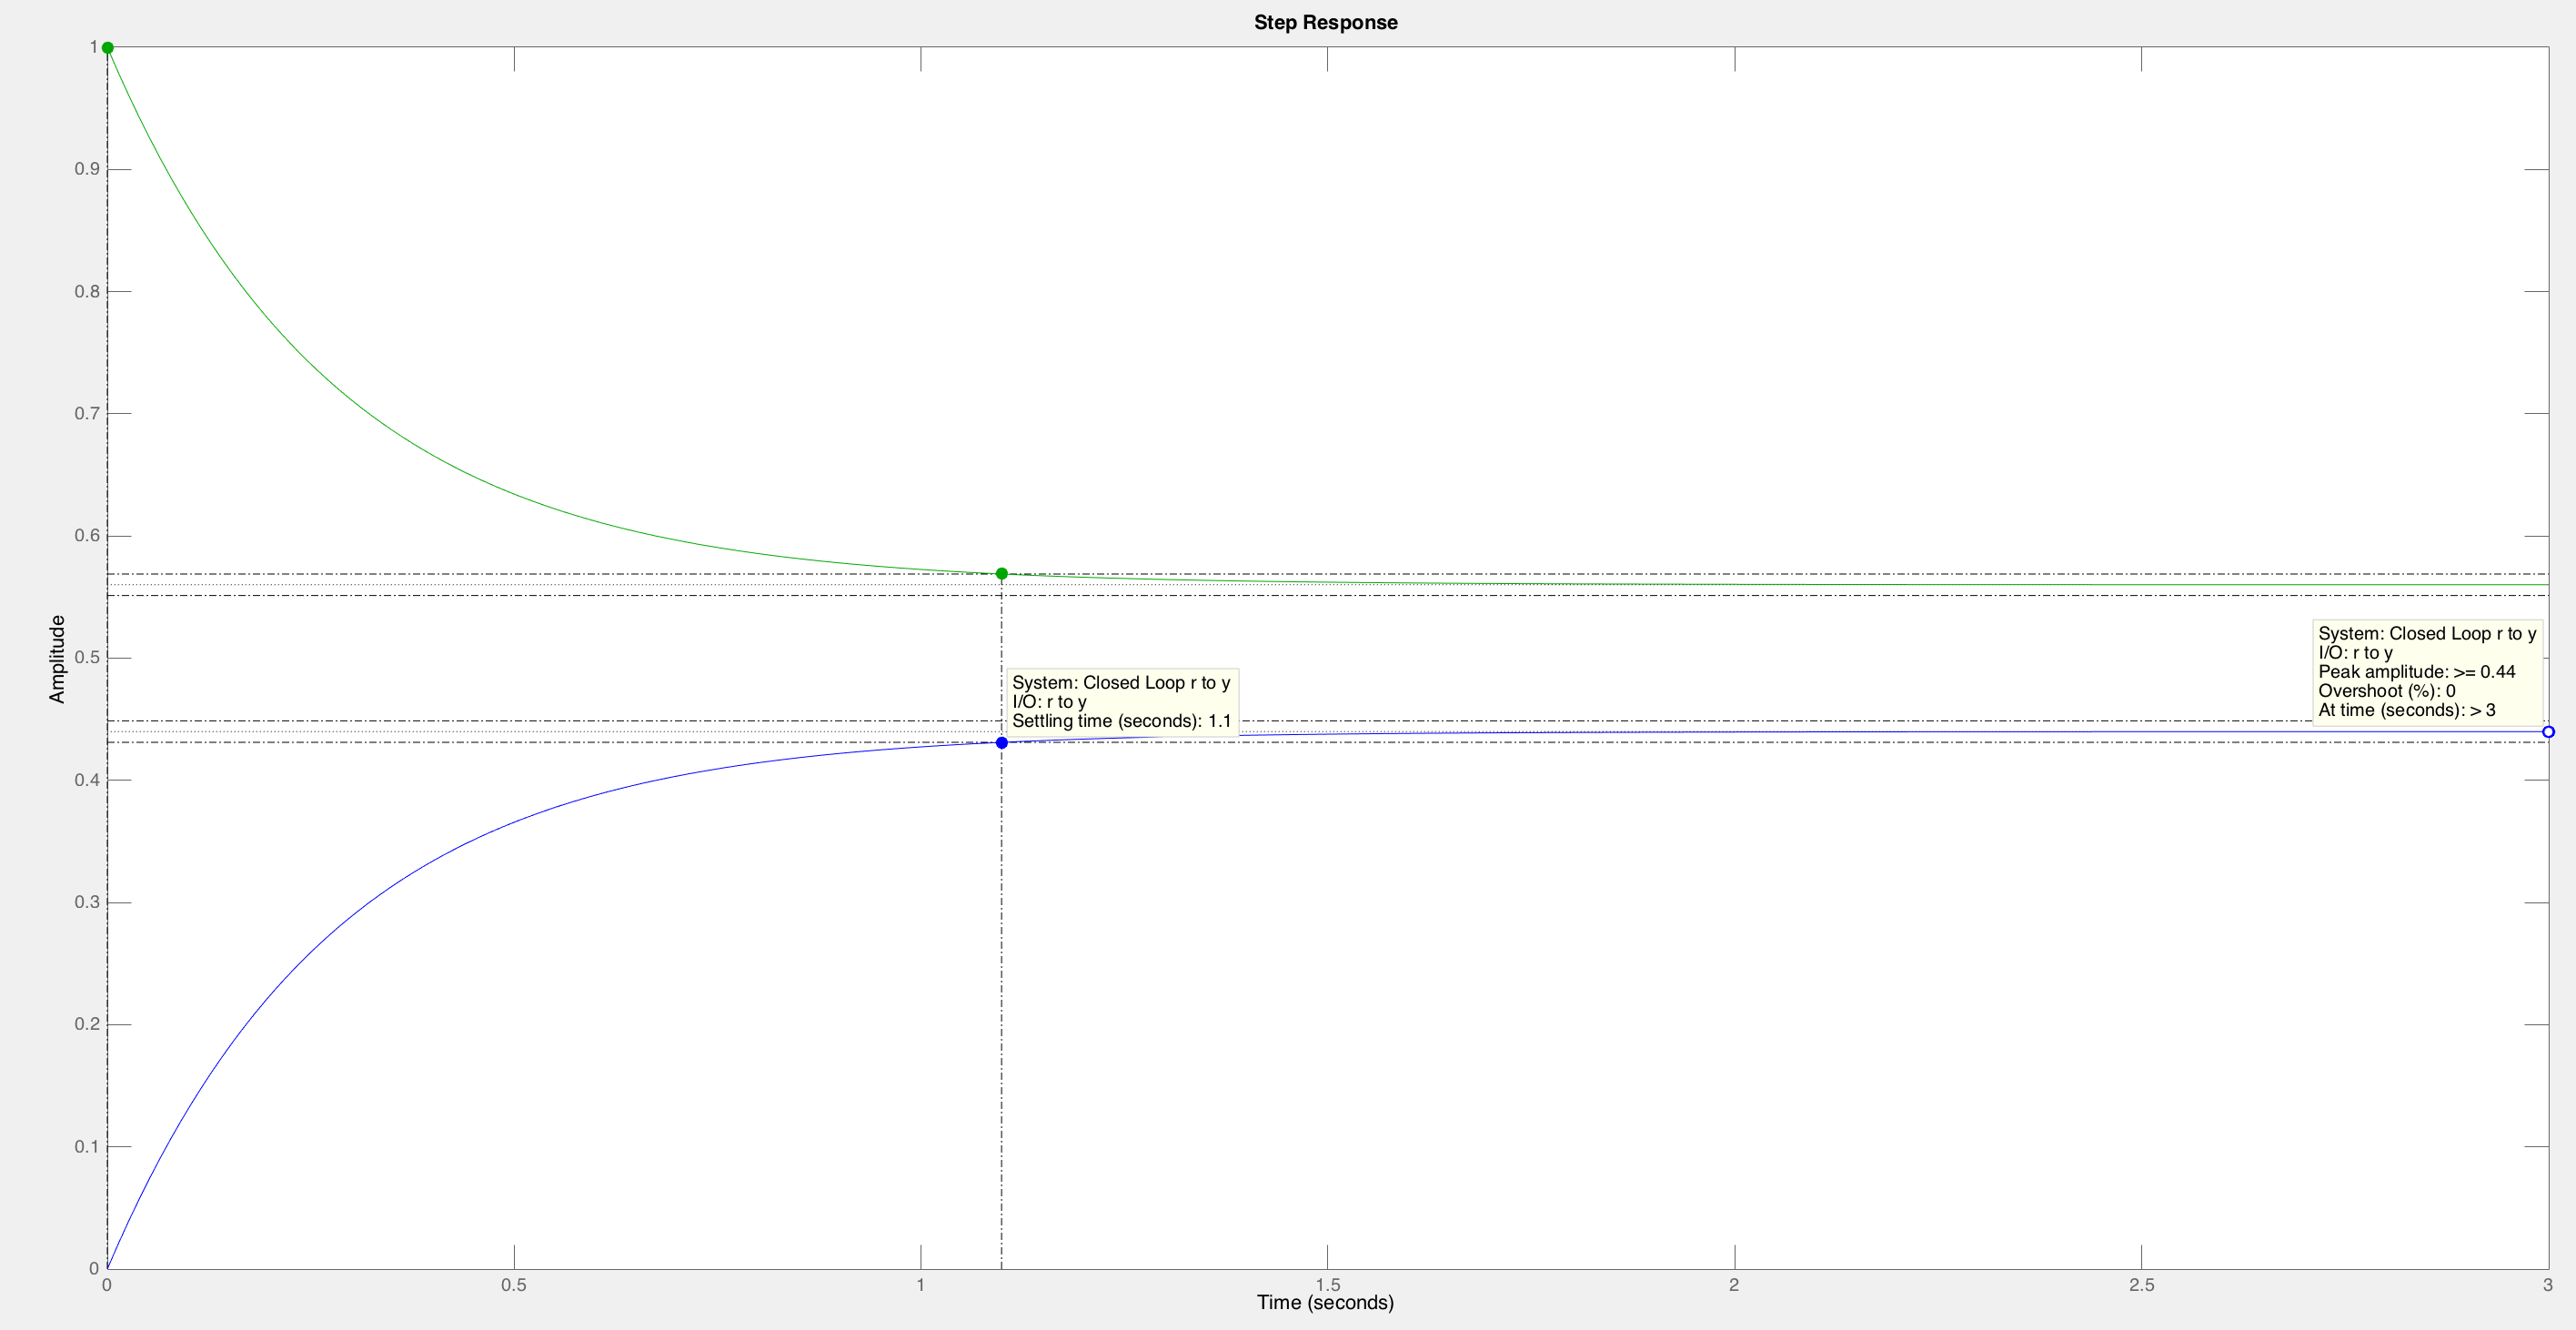 Step Response
1
0.9
0.8
0.7
0.6
0.5
0.4
0.3
0.2
0.1
0
Amplitude
System: Closed Loop r to y
I/O: r to y
Settling time (seconds): 1.1
System: Closed Loop r to y
I/O: r to y
Peak amplitude: >= 0.44
Overshoot (%): 0
At time (seconds): > 3
0 0.5 1 1.5 2 2.5 3
Time (seconds)